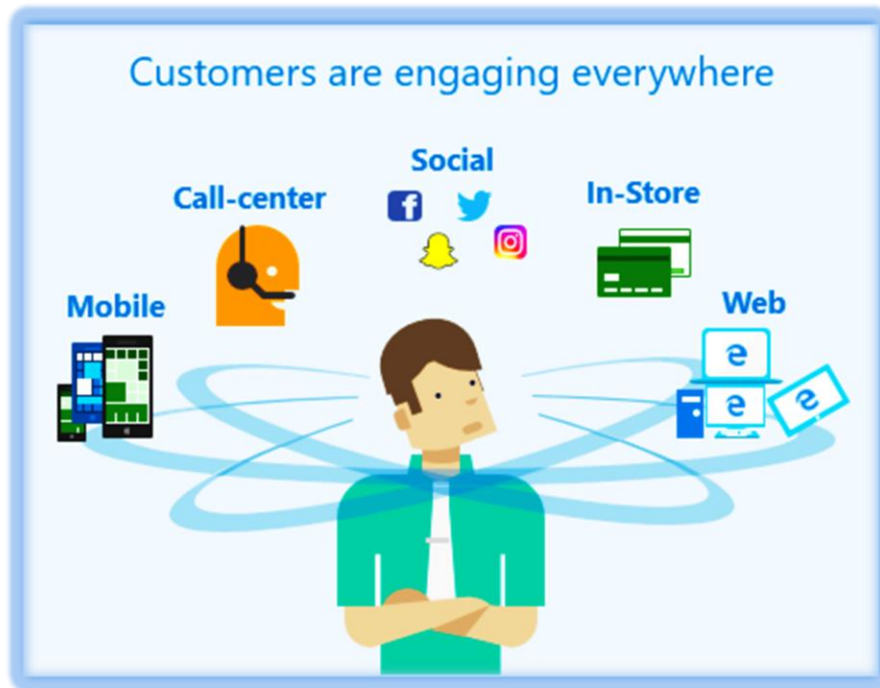 Customers are engaging everywhere
Social
Call-center
In-Store
Mobile
Web